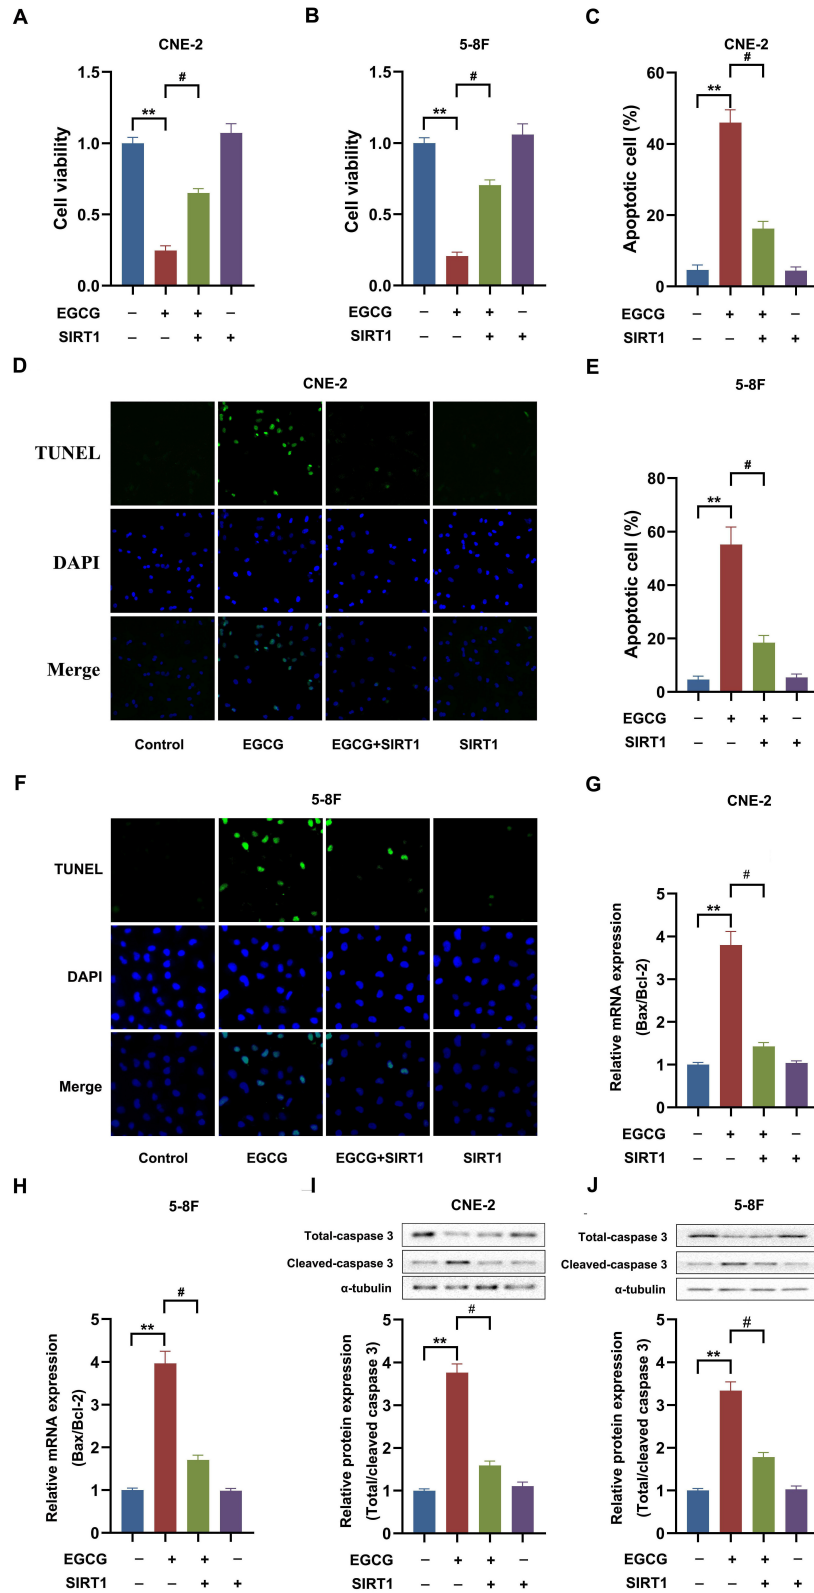 A
CNE-2
Cell viability
1.5
1.0
0.5
0.0
**
#
EGCG – + + –
SIRT1 – – + +
B
5-8F
Cell viability
1.5
1.0
0.5
0.0
**
#
EGCG – + + –
SIRT1 – – + +
C
CNE-2
Apoptotic cell (%)
60
40
20
0
**
#
EGCG – + + –
SIRT1 – – + +
D
CNE-2
TUNEL
DAPI
Merge
Control EGCG EGCG+SIRT1 SIRT1
E
5-8F
Apoptotic cell (%)
80
60
40
20
0
**
#
EGCG – + + –
SIRT1 – – + +
F
5-8F
TUNEL
DAPI
Merge
Control EGCG EGCG+SIRT1 SIRT1
G
CNE-2
Relative mRNA expression
(Bax/Bcl-2)
5
4
3
2
1
0
**
#
EGCG – + + –
SIRT1 – – + +
H
5-8F
Relative mRNA expression
(Bax/Bcl-2)
5
4
3
2
1
0
**
#
EGCG – + + –
SIRT1 – – + +
I
CNE-2
Total-caspase 3
Cleaved-caspase 3
α-tubulin
Relative protein expression
(Total/cleaved caspase 3)
5
4
3
2
1
0
**
#
EGCG – + + –
SIRT1 – – + +
J
5-8F
Total-caspase 3
Cleaved-caspase 3
α-tubulin
Relative protein expression
(Total/cleaved caspase 3)
5
4
3
2
1
0
**
#
EGCG – + + –
SIRT1 – – + +